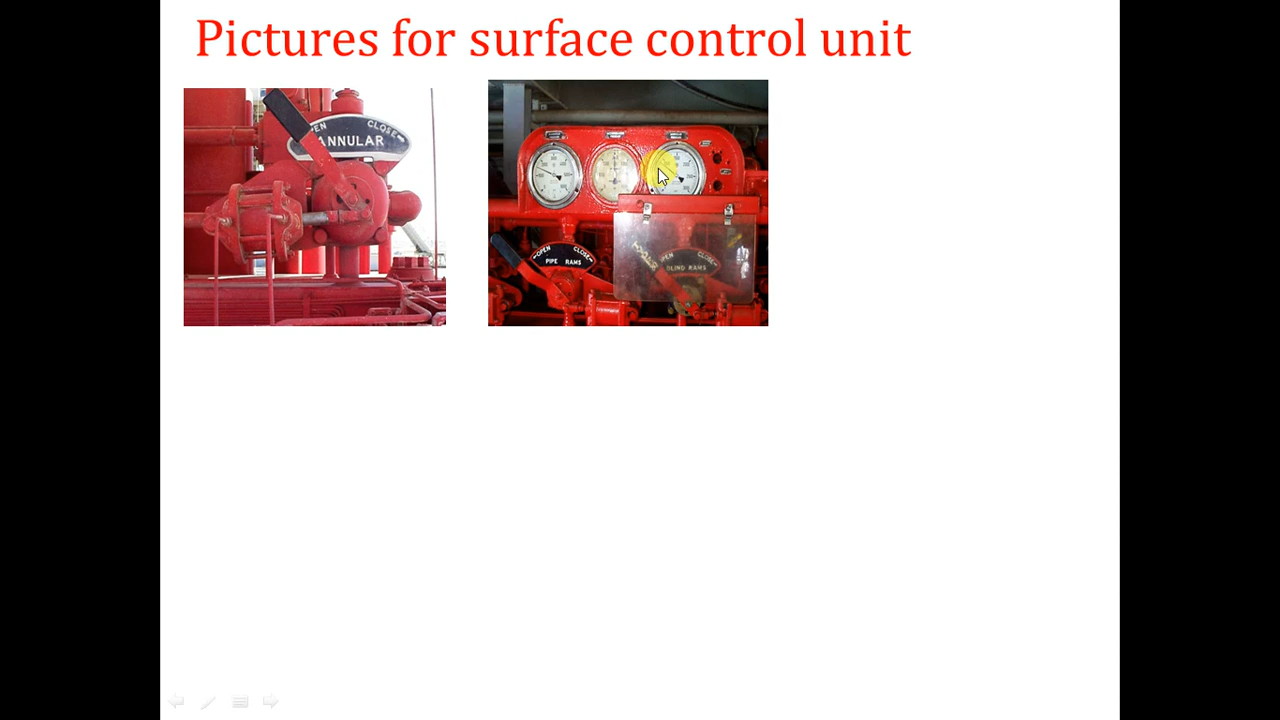 Pictures for surface control unit
OPEN CLOSE
ANNULAR
OPEN CLOSE
PIPE RAMS
OPEN CLOSE
BLIND RAMS